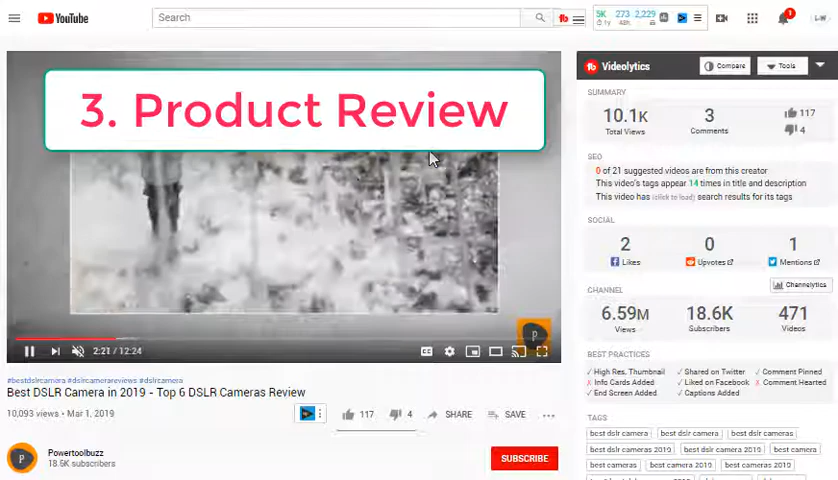 YouTube
Search
5K 273 2,229
1y 48h
1
LW
3. Product Review
2:21 / 12:24
#bestdslrcamera #dslrcamerareviews #dslrcamera
Best DSLR Camera in 2019 - Top 6 DSLR Cameras Review
10,093 views • Mar 1, 2019
117
4
SHARE
SAVE
Powertoolbuzz
18.6K subscribers
SUBSCRIBE
Videolytics
Compare
Tools
SUMMARY
10.1K
Total Views
3
Comments
117
4
SEO
0 of 21 suggested videos are from this creator
This video's tags appear 14 times in title and description
This video has (click to load) search results for its tags
SOCIAL
2 0 1
Likes Upvotes Mentions
Channelytics
CHANNEL
6.59M 18.6K 471
Views Subscribers Videos
BEST PRACTICES
✓ High Res. Thumbnail ✓ Shared on Twitter ✓ Comment Pinned
✗ Info Cards Added ✓ Liked on Facebook ✗ Comment Hearted
✓ End Screen Added ✓ Captions Added
TAGS
best dslr camera best dslr camera best dslr cameras
best dslr cameras 2019 best dslr camera 2019 best camera
best cameras best camera 2019 best cameras 2019